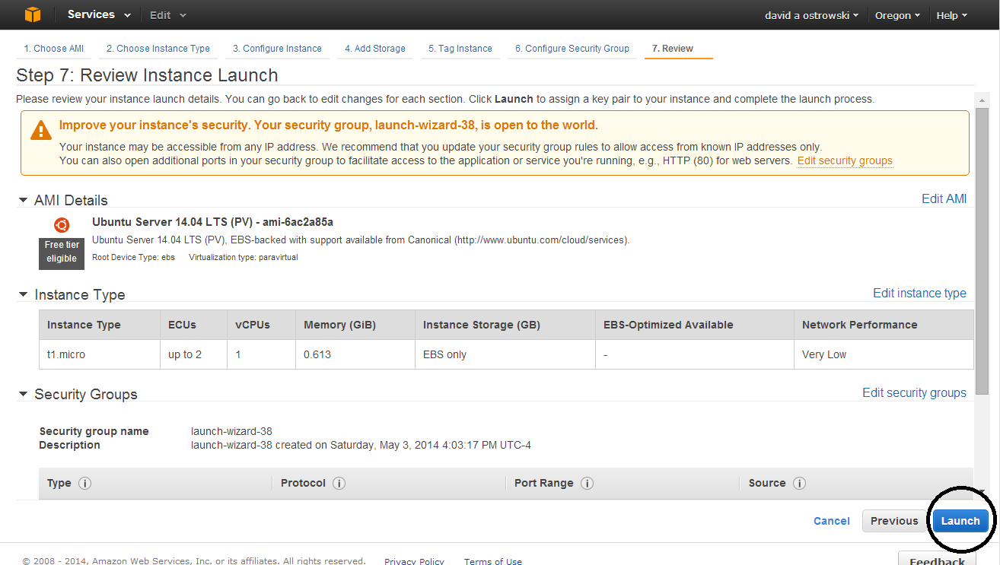 Services Edit david a ostrowski Oregon Help
1. Choose AMI 2. Choose Instance Type 3. Configure Instance 4. Add Storage 5. Tag Instance 6. Configure Security Group 7. Review
Step 7: Review Instance Launch
Please review your instance launch details. You can go back to edit changes for each section. Click Launch to assign a key pair to your instance and complete the launch process.
Improve your instance's security. Your security group, launch-wizard-38, is open to the world.
Your instance may be accessible from any IP address. We recommend that you update your security group rules to allow access from known IP addresses only.
You can also open additional ports in your security group to facilitate access to the application or service you're running, e.g., HTTP (80) for web servers. Edit security groups
AMI Details Edit AMI
Ubuntu Server 14.04 LTS (PV) - ami-6ac2a85a
Free tier
eligible
Ubuntu Server 14.04 LTS (PV), EBS-backed with support available from Canonical (http://www.ubuntu.com/cloud/services).
Root Device Type: ebs Virtualization type: paravirtual
Instance Type Edit instance type
Instance Type ECUs vCPUs Memory (GiB) Instance Storage (GB) EBS-Optimized Available Network Performance
t1.micro up to 2 1 0.613 EBS only - Very Low
Security Groups Edit security groups
Security group name launch-wizard-38
Description launch-wizard-38 created on Saturday, May 3, 2014 4:03:17 PM UTC-4
Type i Protocol i Port Range i Source i
Cancel Previous Launch
© 2008 - 2014, Amazon Web Services, Inc. or its affiliates. All rights reserved. Privacy Policy Terms of Use Feedback